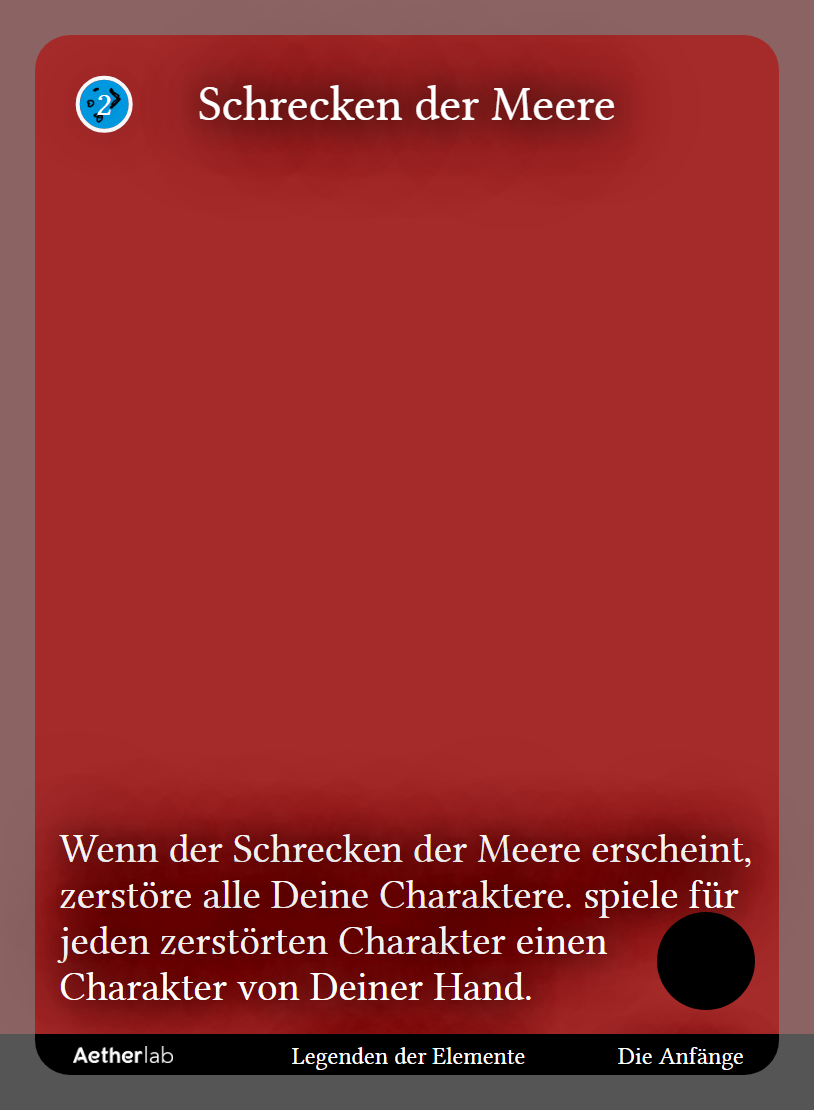 2
Schrecken der Meere
Wenn der Schrecken der Meere erscheint,
zerstöre alle Deine Charaktere. spiele für
jeden zerstörten Charakter einen
Charakter von Deiner Hand.
Aetherlab
Legenden der Elemente
Die Anfänge